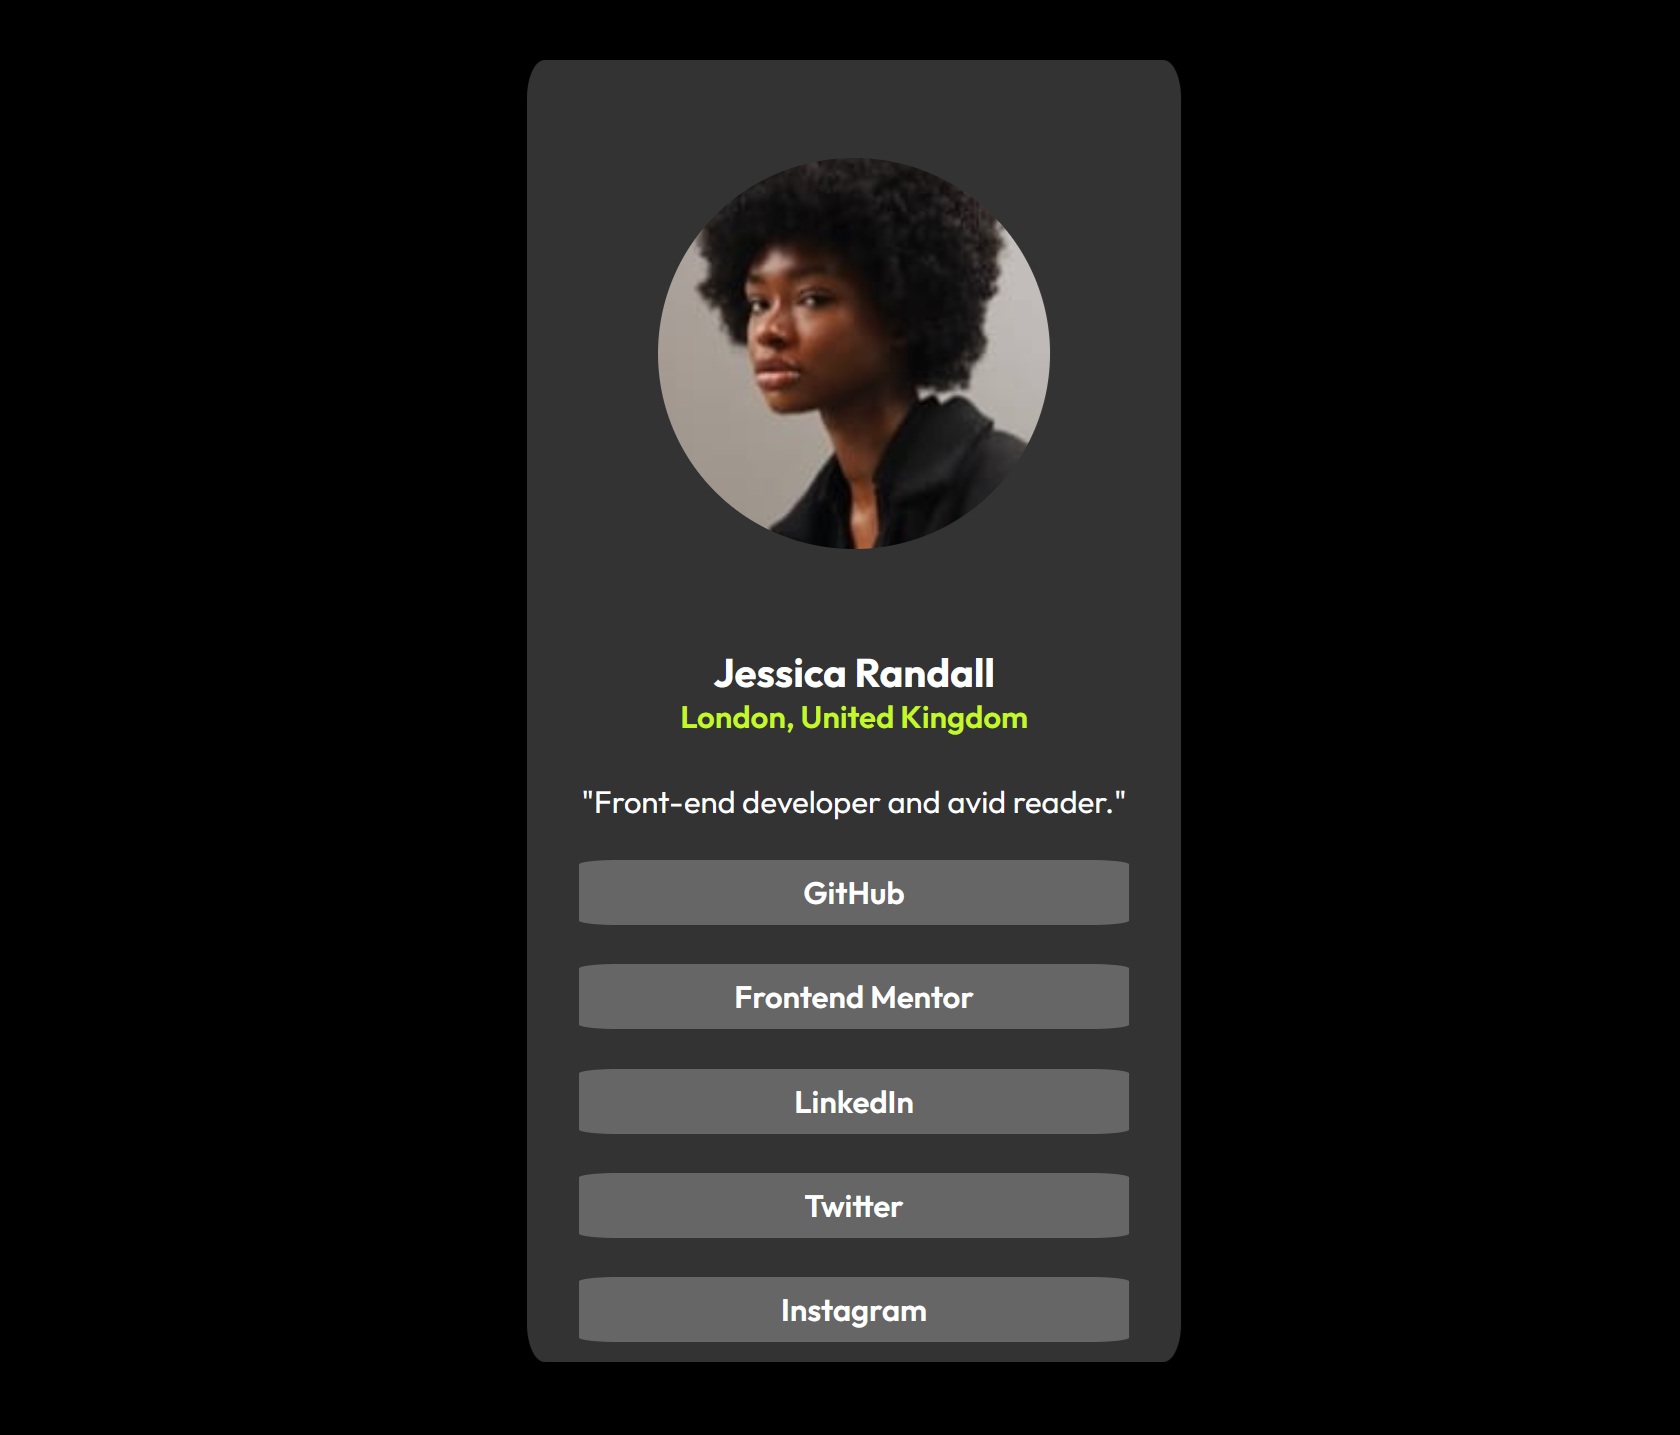 Jessica Randall
London, United Kingdom
"Front-end developer and avid reader."
GitHub
Frontend Mentor
LinkedIn
Twitter
Instagram